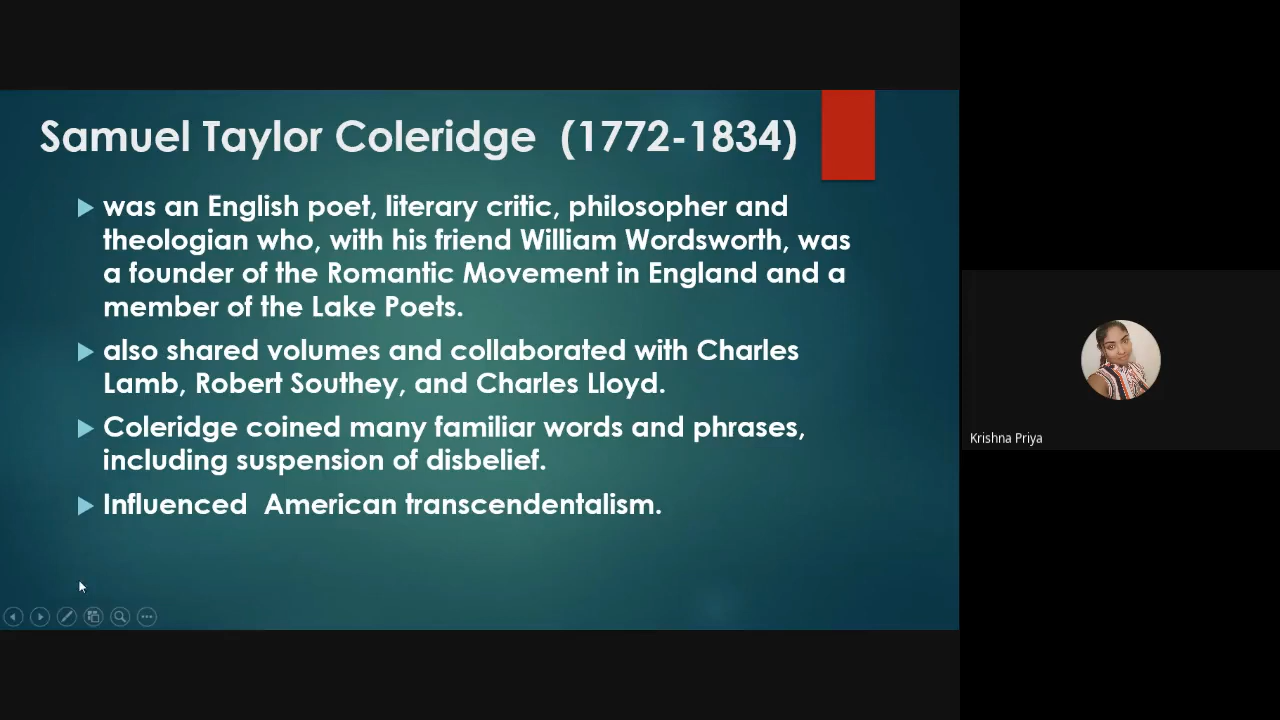 Samuel Taylor Coleridge (1772-1834)
was an English poet, literary critic, philosopher and
theologian who, with his friend William Wordsworth, was
a founder of the Romantic Movement in England and a
member of the Lake Poets.
also shared volumes and collaborated with Charles
Lamb, Robert Southey, and Charles Lloyd.
Coleridge coined many familiar words and phrases,
including suspension of disbelief.
Influenced  American transcendentalism.
Krishna Priya